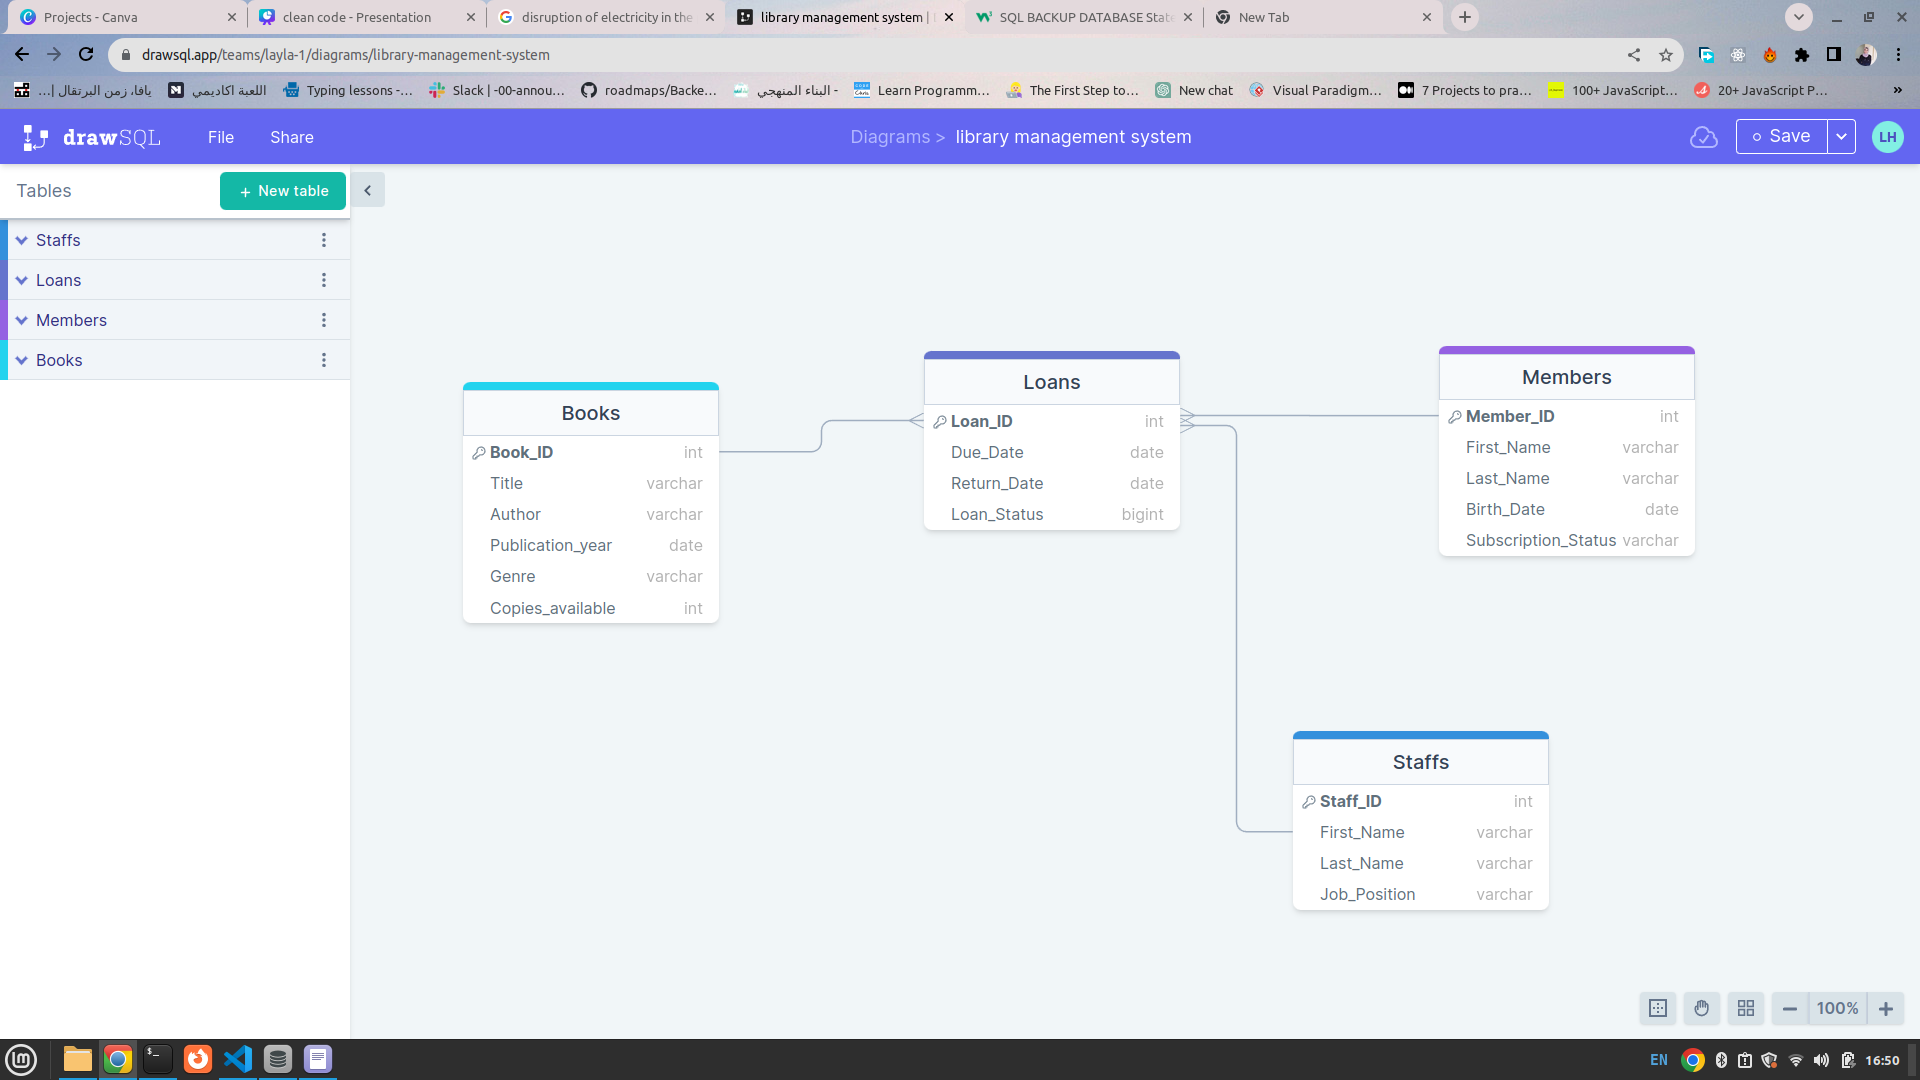 Projects - Canva
clean code - Presentation
disruption of electricity in the
library management system |
SQL BACKUP DATABASE State
New Tab
drawsql.app/teams/layla-1/diagrams/library-management-system
يافا، زمن البرتقال |...
اللعبة اكاديمي
Typing lessons -...
Slack | -00-annou...
roadmaps/Backe...
البناء المنهجي -
Learn Programm...
The First Step to...
New chat
Visual Paradigm...
7 Projects to pra...
100+ JavaScript...
20+ JavaScript P...
»
drawSQL
File
Share
Diagrams >
library management system
Save
LH
Tables
+ New table
Staffs
Loans
Members
Books
Books
Book_ID int
Title varchar
Author varchar
Publication_year date
Genre varchar
Copies_available int
Loans
Loan_ID int
Due_Date date
Return_Date date
Loan_Status bigint
Members
Member_ID int
First_Name varchar
Last_Name varchar
Birth_Date date
Subscription_Status varchar
Staffs
Staff_ID int
First_Name varchar
Last_Name varchar
Job_Position varchar
100%
EN
16:50